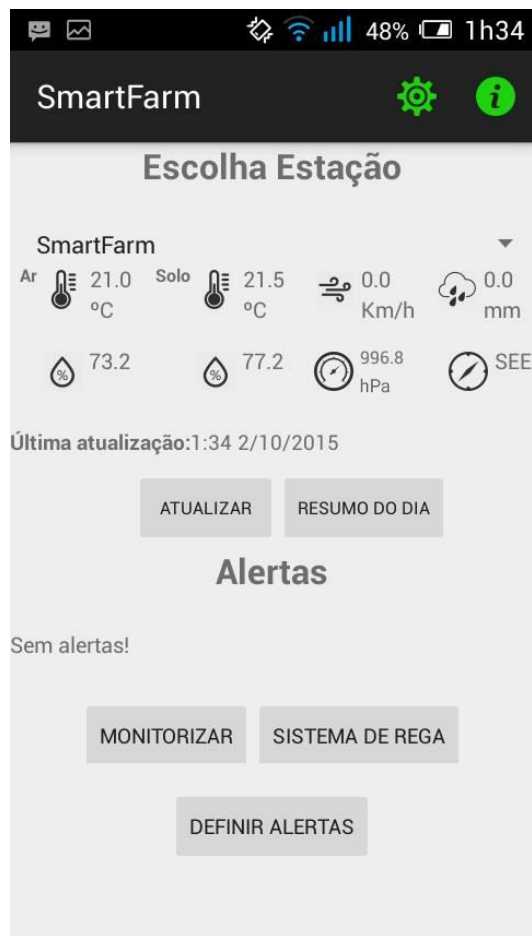 48% 1h34
SmartFarm
Escolha Estação
SmartFarm
Ar 21.0 ºC Solo 21.5 ºC 0.0 Km/h 0.0 mm
% 73.2 % 77.2 996.8 hPa SEE
Última atualização:1:34 2/10/2015
ATUALIZAR RESUMO DO DIA
Alertas
Sem alertas!
MONITORIZAR SISTEMA DE REGA
DEFINIR ALERTAS